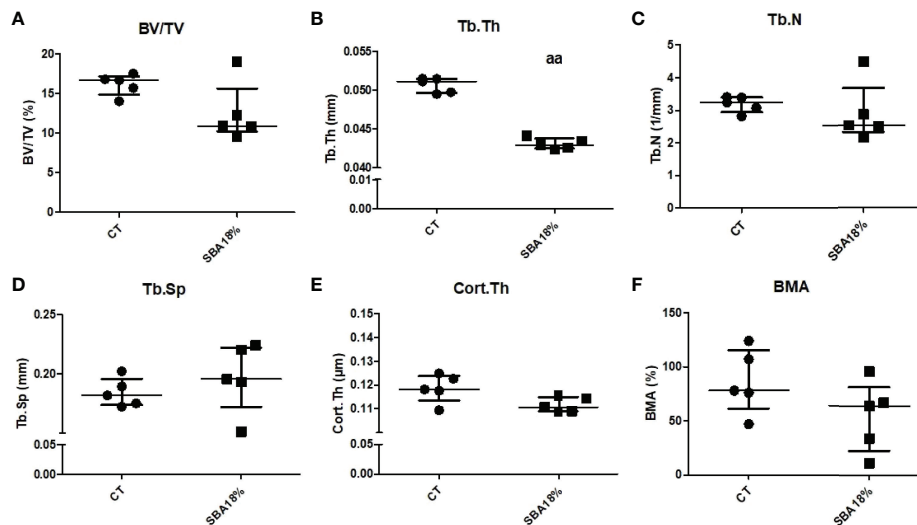 A
BV/TV
BV/TV (%)
20
15
10
5
0
CT
SBA18%
B
Tb.Th
aa
Tb.Th (mm)
0.055
0.050
0.045
0.040
0.01
0.00
CT
SBA18%
C
Tb.N
Tb.N (1/mm)
5
4
3
2
1
0
CT
SBA18%
D
Tb.Sp
Tb.Sp (mm)
0.25
0.20
0.05
0.00
CT
SBA18%
E
Cort.Th
Cort.Th (µm)
0.15
0.14
0.13
0.12
0.11
0.05
0.00
CT
SBA18%
F
BMA
BMA (%)
150
100
50
0
CT
SBA18%